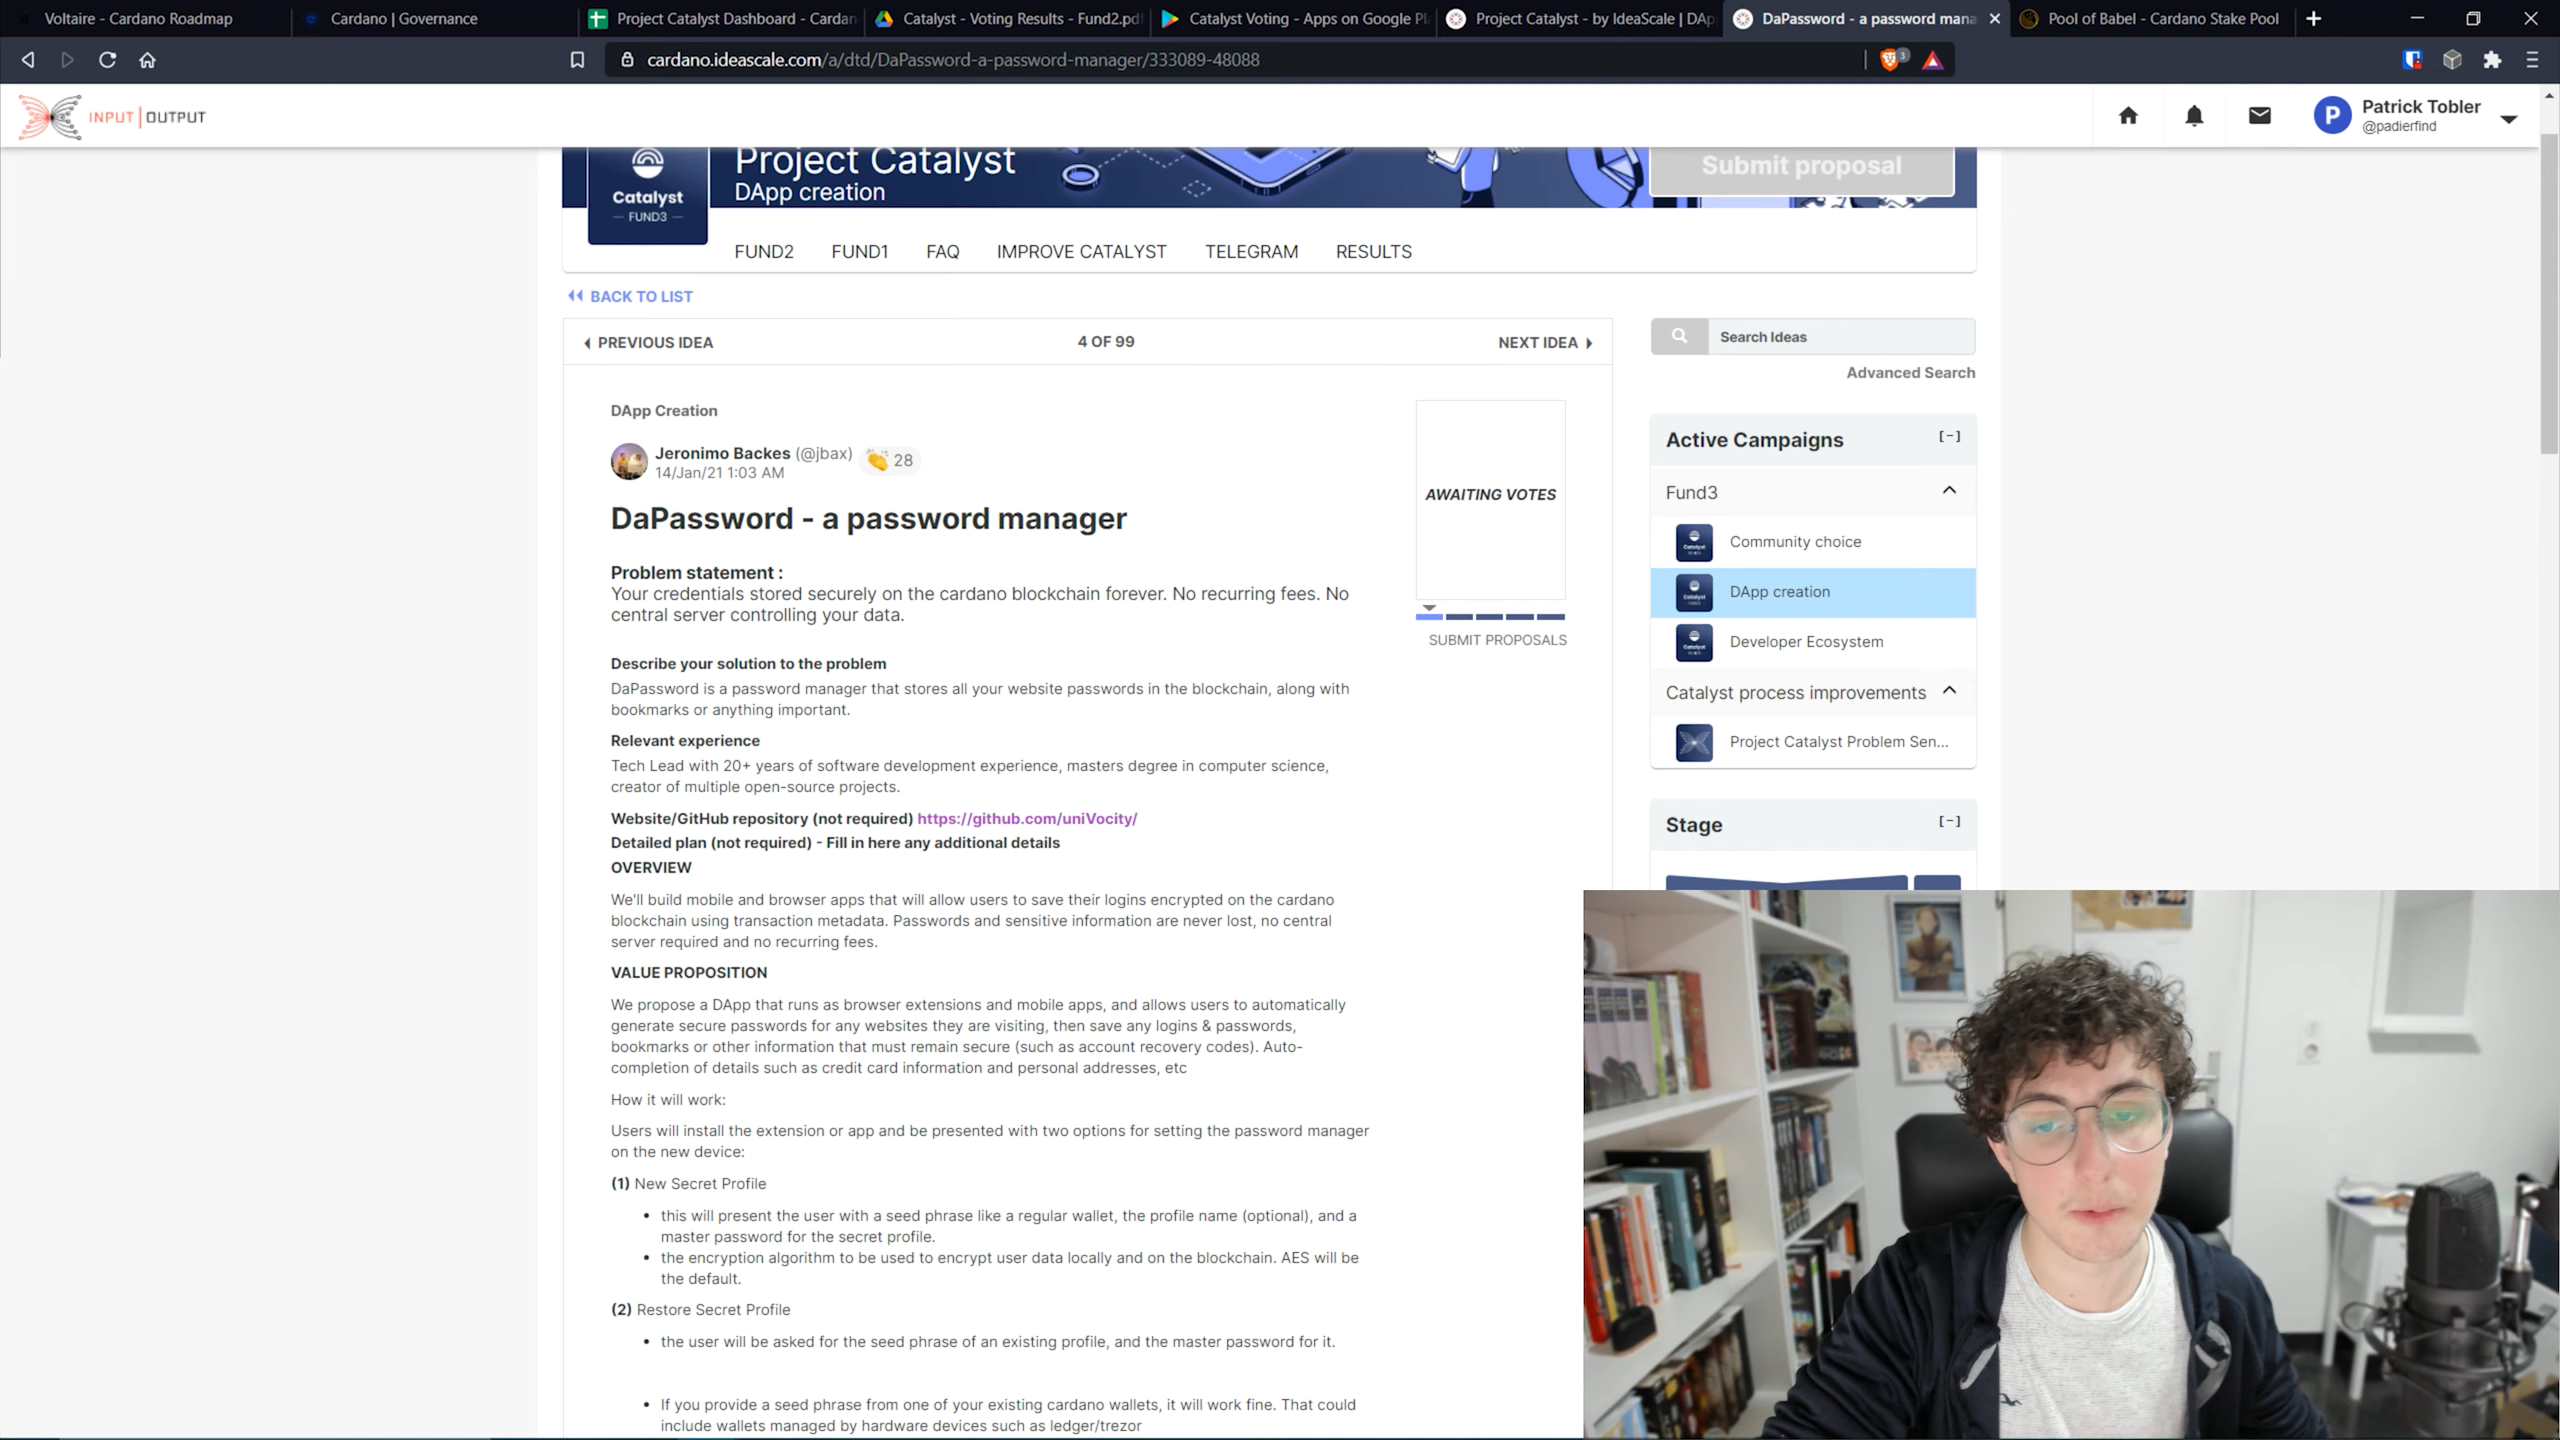 Voltaire - Cardano Roadmap
Cardano | Governance
Project Catalyst Dashboard - Cardan
Catalyst - Voting Results - Fund2.pdf
Catalyst Voting - Apps on Google Pl
Project Catalyst - by IdeaScale | DAp
DaPassword - a password mana
Pool of Babel - Cardano Stake Pool
cardano.ideascale.com/a/dtd/DaPassword-a-password-manager/333089-48088
3
INPUT | OUTPUT
P
Patrick Tobler
@padierfind
Catalyst
— FUND3 —
Project Catalyst
DApp creation
Submit proposal
FUND2 FUND1 FAQ IMPROVE CATALYST TELEGRAM RESULTS
BACK TO LIST
PREVIOUS IDEA 4 OF 99 NEXT IDEA
DApp Creation
Jeronimo Backes (@jbax) 28
14/Jan/21 1:03 AM
DaPassword - a password manager
AWAITING VOTES
SUBMIT PROPOSALS
Problem statement :
Your credentials stored securely on the cardano blockchain forever. No recurring fees. No
central server controlling your data.
Describe your solution to the problem
DaPassword is a password manager that stores all your website passwords in the blockchain, along with
bookmarks or anything important.
Relevant experience
Tech Lead with 20+ years of software development experience, masters degree in computer science,
creator of multiple open-source projects.
Website/GitHub repository (not required) https://github.com/uniVocity/
Detailed plan (not required) - Fill in here any additional details
OVERVIEW
We'll build mobile and browser apps that will allow users to save their logins encrypted on the cardano
blockchain using transaction metadata. Passwords and sensitive information are never lost, no central
server required and no recurring fees.
VALUE PROPOSITION
We propose a DApp that runs as browser extensions and mobile apps, and allows users to automatically
generate secure passwords for any websites they are visiting, then save any logins & passwords,
bookmarks or other information that must remain secure (such as account recovery codes). Auto-
completion of details such as credit card information and personal addresses, etc
How it will work:
Users will install the extension or app and be presented with two options for setting the password manager
on the new device:
(1) New Secret Profile
• this will present the user with a seed phrase like a regular wallet, the profile name (optional), and a
master password for the secret profile.
• the encryption algorithm to be used to encrypt user data locally and on the blockchain. AES will be
the default.
(2) Restore Secret Profile
• the user will be asked for the seed phrase of an existing profile, and the master password for it.
• If you provide a seed phrase from one of your existing cardano wallets, it will work fine. That could
include wallets managed by hardware devices such as ledger/trezor
Search Ideas
Advanced Search
Active Campaigns [-]
Fund3
Community choice
DApp creation
Developer Ecosystem
Catalyst process improvements
Project Catalyst Problem Sen...
Stage [-]